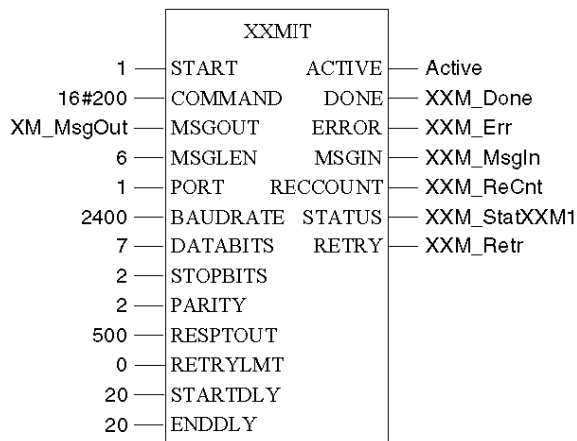 XXMIT
1 START ACTIVE Active
16#200 COMMAND DONE XXM_Done
XM_MsgOut MSGOUT ERROR XXM_Err
6 MSGLEN MSGIN XXM_MsgIn
1 PORT RECCOUNT XXM_ReCnt
2400 BAUDRATE STATUS XXM_StatXXM1
7 DATABITS RETRY XXM_Retr
2 STOPBITS
2 PARITY
500 RESPTOUT
0 RETRYLMT
20 STARTDLY
20 ENDDLY